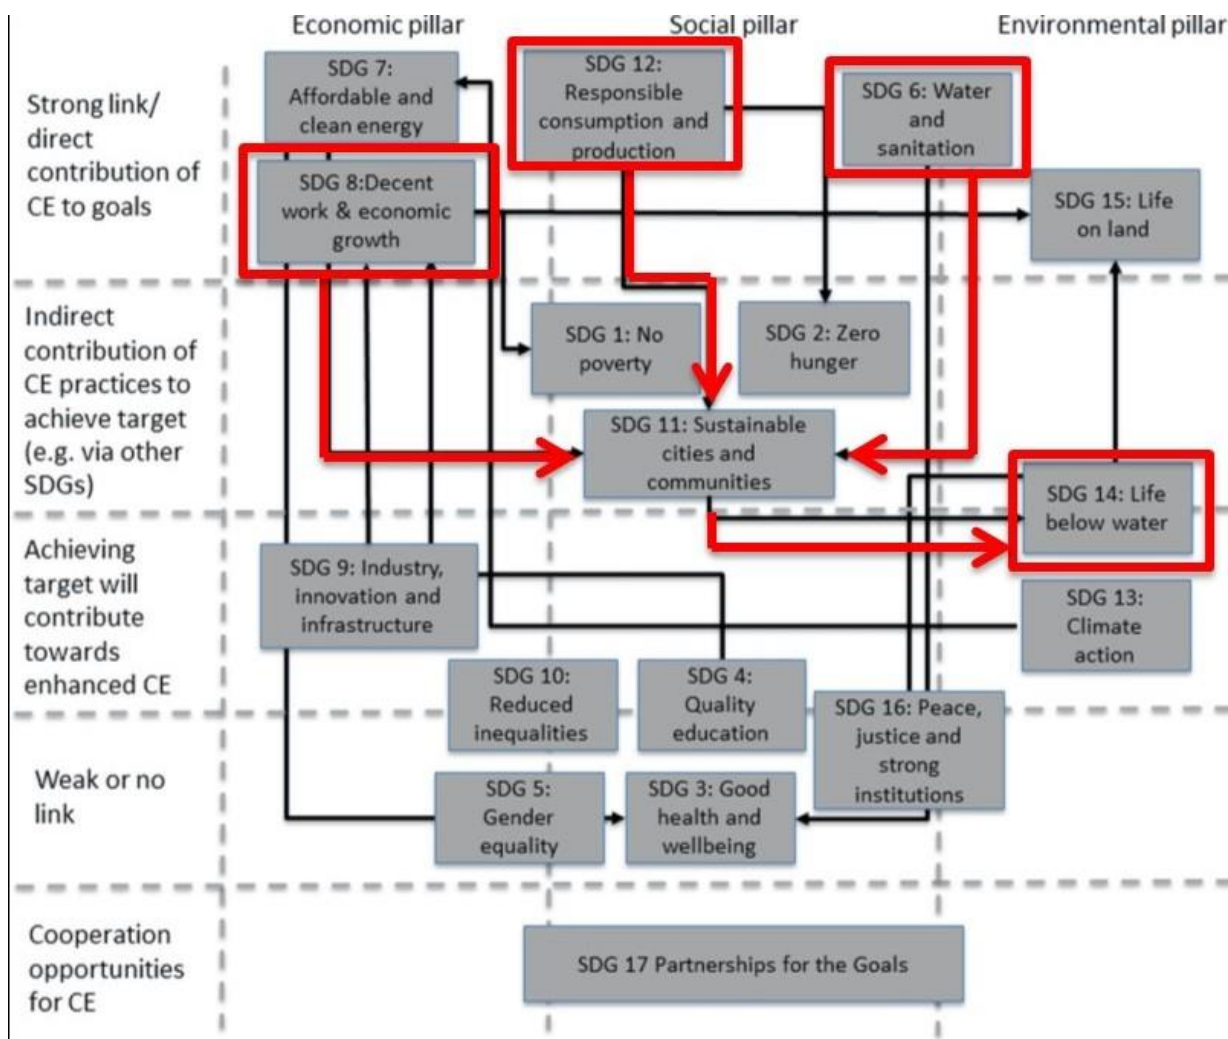 Economic pillar
Social pillar
Environmental pillar
Strong link/
direct
contribution of
CE to goals
SDG 7:
Affordable and
clean energy
SDG 12:
Responsible
consumption and
production
SDG 6: Water
and
sanitation
SDG 8:Decent
work & economic
growth
SDG 15: Life
on land
Indirect
contribution of
CE practices to
achieve target
(e.g. via other
SDGs)
SDG 1: No
poverty
SDG 2: Zero
hunger
SDG 11: Sustainable
cities and
communities
SDG 14: Life
below water
Achieving
target will
contribute
towards
enhanced CE
SDG 9: Industry,
innovation and
infrastructure
SDG 13:
Climate
action
SDG 10:
Reduced
inequalities
SDG 4:
Quality
education
SDG 16: Peace,
justice and
strong
institutions
Weak or no
link
SDG 5:
Gender
equality
SDG 3: Good
health and
wellbeing
Cooperation
opportunities
for CE
SDG 17 Partnerships for the Goals